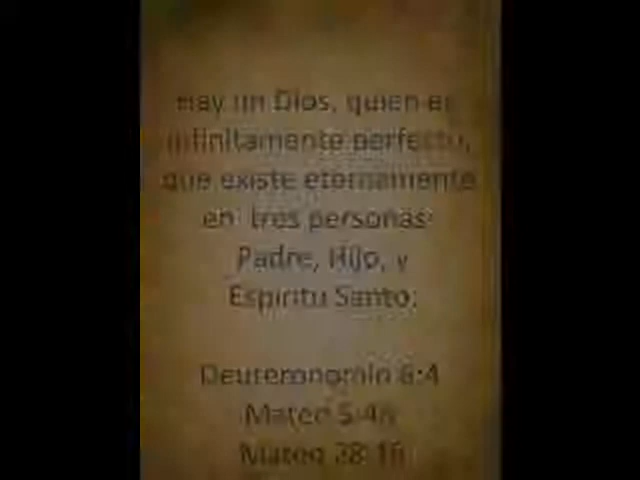 Hay un Dios, quien es
infinitamente perfecto,
que existe eternamente
en tres personas:
Padre, Hijo, y
Espiritu Santo.
Deuteronomio 6:4
Mateo 5:48
Mateo 28: